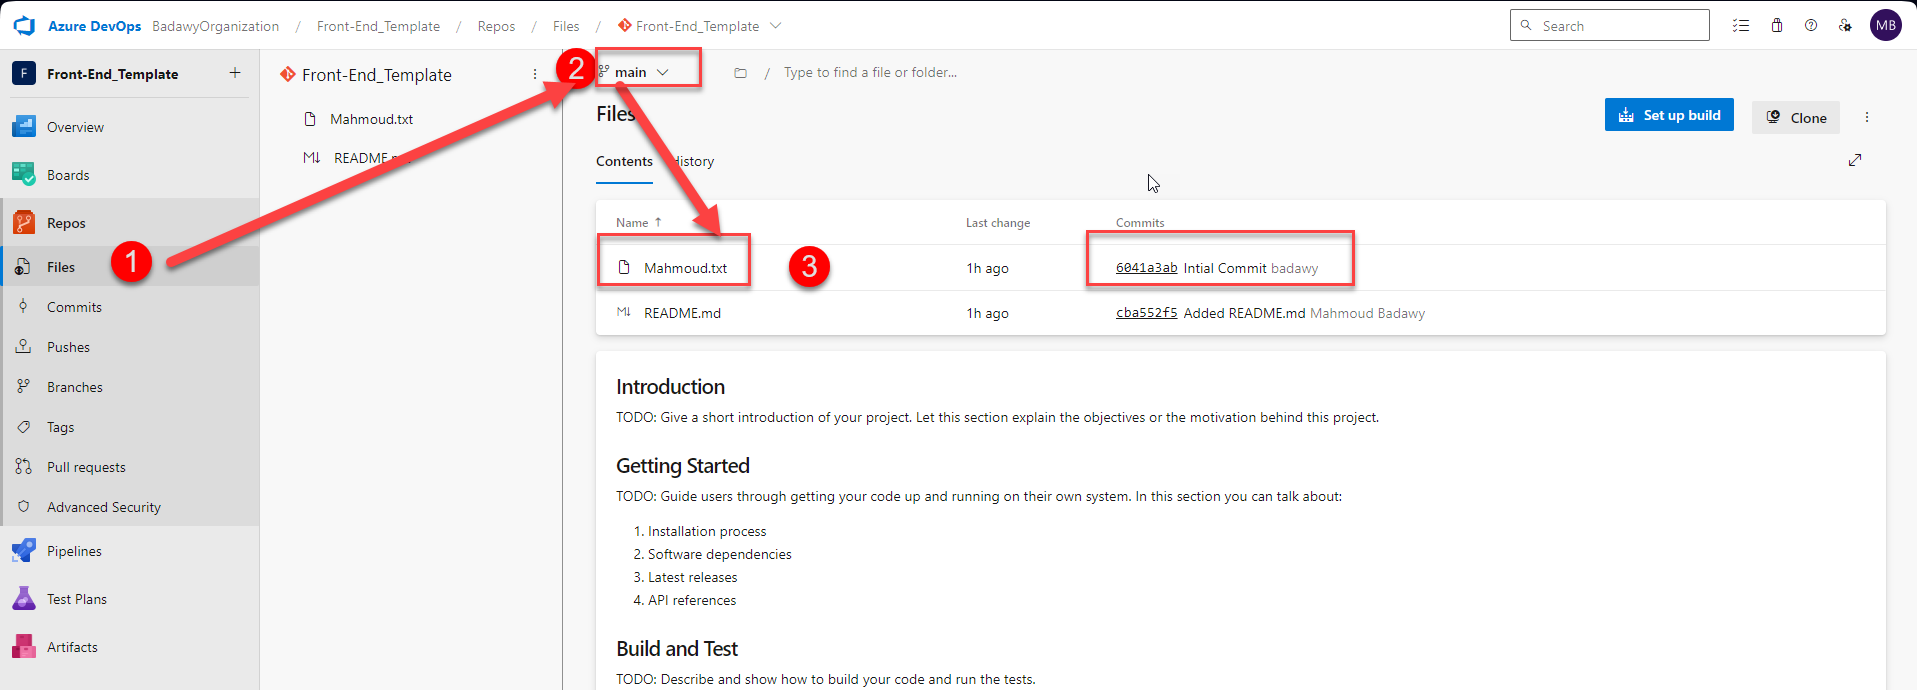 Azure DevOps BadawyOrganization / Front-End_Template / Repos / Files / Front-End_Template
Search
MB
F Front-End_Template +
Overview
Boards
Repos
Files
Commits
Pushes
Branches
Tags
Pull requests
Advanced Security
Pipelines
Test Plans
Artifacts
1
Front-End_Template
Mahmoud.txt
README.
2
main
/ Type to find a file or folder...
Files
Set up build
Clone
Contents History
Name ↑ Last change Commits
Mahmoud.txt 1h ago 6041a3ab Intial Commit badawy
3
README.md 1h ago cba552f5 Added README.md Mahmoud Badawy
Introduction
TODO: Give a short introduction of your project. Let this section explain the objectives or the motivation behind this project.
Getting Started
TODO: Guide users through getting your code up and running on their own system. In this section you can talk about:
1. Installation process
2. Software dependencies
3. Latest releases
4. API references
Build and Test
TODO: Describe and show how to build your code and run the tests.